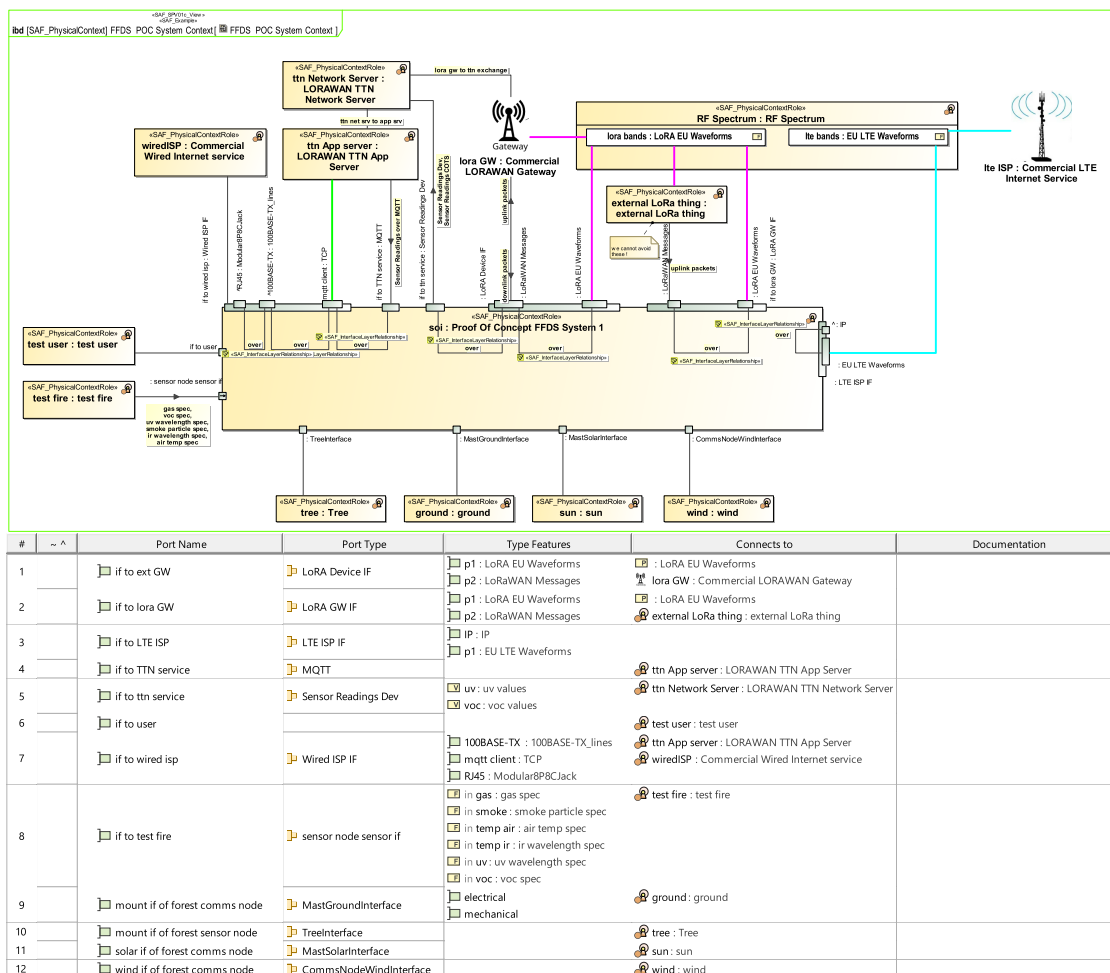 «SAF_SPV01c_View»
«SAF_Example»
ibd [SAF_PhysicalContext] FFDS POC System Context [ FFDS POC System Context ]
«SAF_PhysicalContextRole»
ttn Network Server :
LORAWAN TTN
Network Server
lora gw to ttn exchange
ttn net srv to app srv
«SAF_PhysicalContextRole»
wiredISP : Commercial
Wired Internet service
«SAF_PhysicalContextRole»
ttn App server :
LORAWAN TTN App
Server
Gateway
lora GW : Commercial
LORAWAN Gateway
«SAF_PhysicalContextRole»
RF Spectrum : RF Spectrum
lora bands : LoRA EU Waveforms
lte bands : EU LTE Waveforms
lte ISP : Commercial LTE
Internet Service
«SAF_PhysicalContextRole»
external LoRa thing :
external LoRa thing
we cannot avoid
these !
if to wired isp : Wired ISP IF
^RJ45 : Modular8P8CJack
^100BASE-TX : 100BASE-TX_lines
mqtt client : TCP
if to TTN service : MQTT
Sensor Readings over MQTT
if to ttn service : Sensor Readings Dev
Sensor Readings Dev,
Sensor Readings COTS
: LoRA Device IF
uplink packets
downlink packets
: LoRaWAN Messages
: LoRA EU Waveforms
: LoRaWAN Messages
uplink packets
: LoRA EU Waveforms
if to lora GW : LoRA GW IF
«SAF_PhysicalContextRole»
soi : Proof Of Concept FFDS System 1
«SAF_InterfaceLayerRelationship»
«SAF_InterfaceLayerRelationship»
«SAF_InterfaceLayerRelationship»
over
over
over
over
over
over
over
«SAF_InterfaceLayerRelationship»
LayerRelationship»
«SAF_InterfaceLayerRelationship»
«SAF_InterfaceLayerRelationship»
^ : IP
: EU LTE Waveforms
: LTE ISP IF
«SAF_PhysicalContextRole»
test user : test user
if to user
«SAF_PhysicalContextRole»
test fire : test fire
: sensor node sensor if
gas spec,
voc spec,
uv wavelength spec,
smoke particle spec,
ir wavelength spec,
air temp spec
: TreeInterface
: MastGroundInterface
: MastSolarInterface
: CommsNodeWindInterface
«SAF_PhysicalContextRole»
tree : Tree
«SAF_PhysicalContextRole»
ground : ground
«SAF_PhysicalContextRole»
sun : sun
«SAF_PhysicalContextRole»
wind : wind
# ~ ^ Port Name Port Type Type Features Connects to Documentation
1 if to ext GW LoRA Device IF p1 : LoRA EU Waveforms : LoRA EU Waveforms
p2 : LoRaWAN Messages lora GW : Commercial LORAWAN Gateway
2 if to lora GW LoRA GW IF p1 : LoRA EU Waveforms : LoRA EU Waveforms
p2 : LoRaWAN Messages external LoRa thing : external LoRa thing
3 if to LTE ISP LTE ISP IF IP : IP
p1 : EU LTE Waveforms
4 if to TTN service MQTT ttn App server : LORAWAN TTN App Server
5 if to ttn service Sensor Readings Dev uv : uv values ttn Network Server : LORAWAN TTN Network Server
voc : voc values
6 if to user test user : test user
7 if to wired isp Wired ISP IF 100BASE-TX : 100BASE-TX_lines ttn App server : LORAWAN TTN App Server
mqtt client : TCP wiredISP : Commercial Wired Internet service
RJ45 : Modular8P8CJack
8 if to test fire sensor node sensor if in gas : gas spec test fire : test fire
in smoke : smoke particle spec
in temp air : air temp spec
in temp ir : ir wavelength spec
in uv : uv wavelength spec
in voc : voc spec
9 mount if of forest comms node MastGroundInterface electrical ground : ground
mechanical
10 mount if of forest sensor node TreeInterface tree : Tree
11 solar if of forest comms node MastSolarInterface sun : sun
12 wind if of forest comms node CommsNodeWindInterface wind : wind